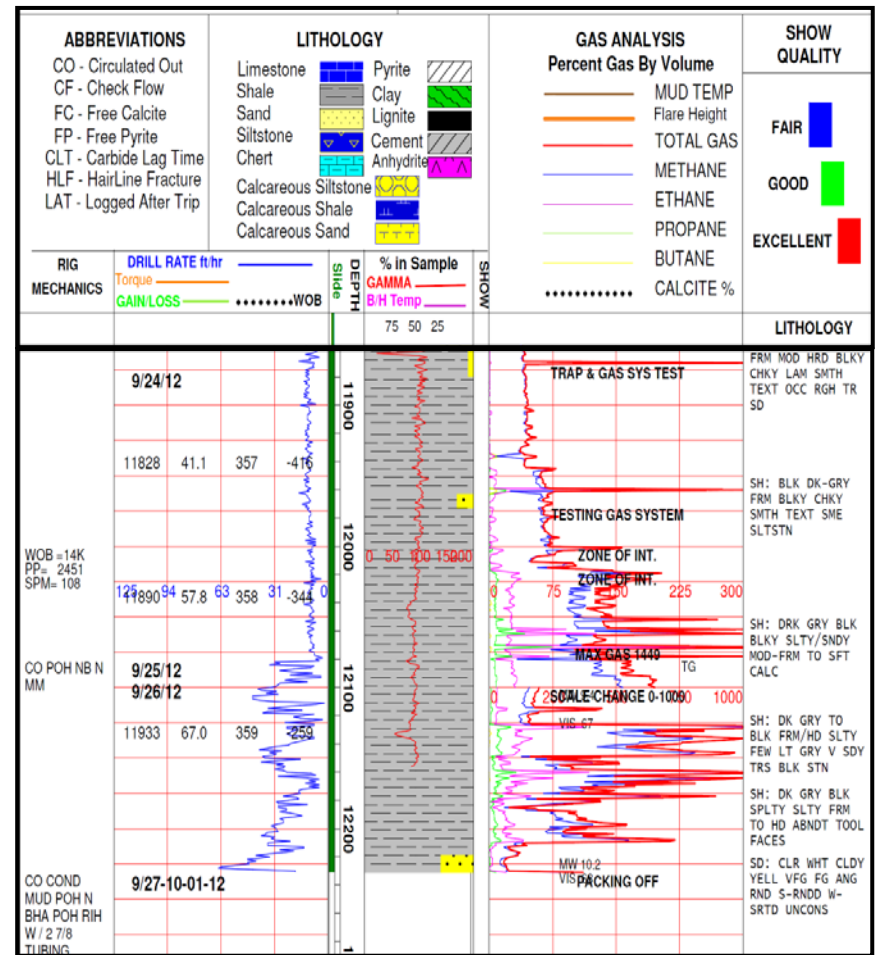 ABBREVIATIONS
CO - Circulated Out
CF - Check Flow
FC - Free Calcite
FP - Free Pyrite
CLT - Carbide Lag Time
HLF - HairLine Fracture
LAT - Logged After Trip
LITHOLOGY
Limestone
Shale
Sand
Siltstone
Chert
Pyrite
Clay
Lignite
Cement
Anhydrite
Calcareous Siltstone
Calcareous Shale
Calcareous Sand
GAS ANALYSIS
Percent Gas By Volume
MUD TEMP
Flare Height
TOTAL GAS
METHANE
ETHANE
PROPANE
BUTANE
CALCITE %
SHOW
QUALITY
FAIR
GOOD
EXCELLENT
RIG
MECHANICS
DRILL RATE ft/hr
Torque
GAIN/LOSS
WOB
Slide
DEPTH
% in Sample
GAMMA
B/H Temp
75 50 25
SHOW
LITHOLOGY
9/24/12
11828 41.1 357 -416
WOB =14K
PP= 2451
SPM= 108
125 94 63 31 0
11890 57.8 358 -344
CO POH NB N
MM
9/25/12
9/26/12
11933 67.0 359 -259
CO COND
MUD POH N
BHA POH RIH
W / 2 7/8
TUBING
9/27-10-01-12
11900
12000
12100
12200
0 50 100 150 200
TRAP & GAS SYS TEST
TESTING GAS SYSTEM
ZONE OF INT.
ZONE OF INT.
0 75 150 225 300
MAX GAS 1449
TG
SCALE CHANGE 0-1000
0 1000
VIS 67
MW 10.2
VIS
PACKING OFF
FRM MOD HRD BLKY
CHKY LAM SMTH
TEXT OCC RGH TR
SD
SH: BLK DK-GRY
FRM BLKY CHKY
SMTH TEXT SME
SLTSTN
SH: DRK GRY BLK
BLKY SLTY/SNDY
MOD-FRM TO SFT
CALC
SH: DK GRY TO
BLK FRM/HD SLTY
FEW LT GRY V SDY
TRS BLK STN
SH: DK GRY BLK
SPLTY SLTY FRM
TO HD ABNDT TOOL
FACES
SD: CLR WHT CLDY
YELL VFG FG ANG
RND S-RNDD W-
SRTD UNCONS